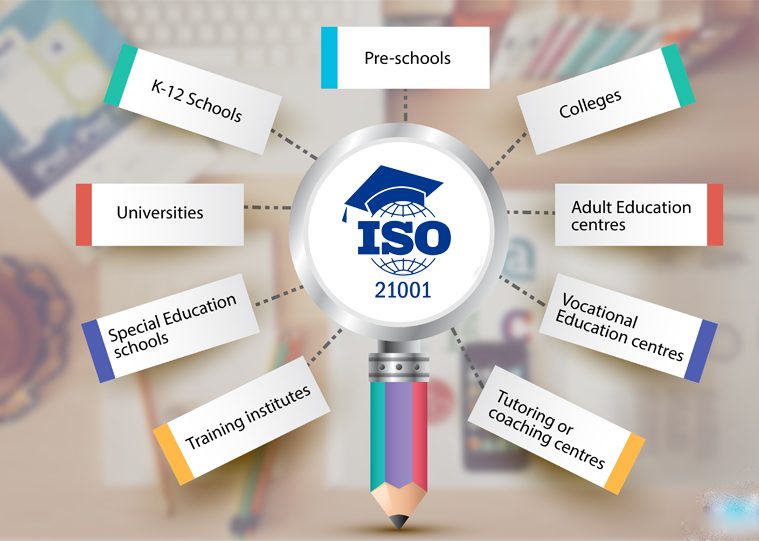 Pre-schools
K-12 Schools
Colleges
Universities
Adult Education
centres
ISO
21001
Special Education
schools
Vocational
Education centres
Training institutes
Tutoring or
coaching centres